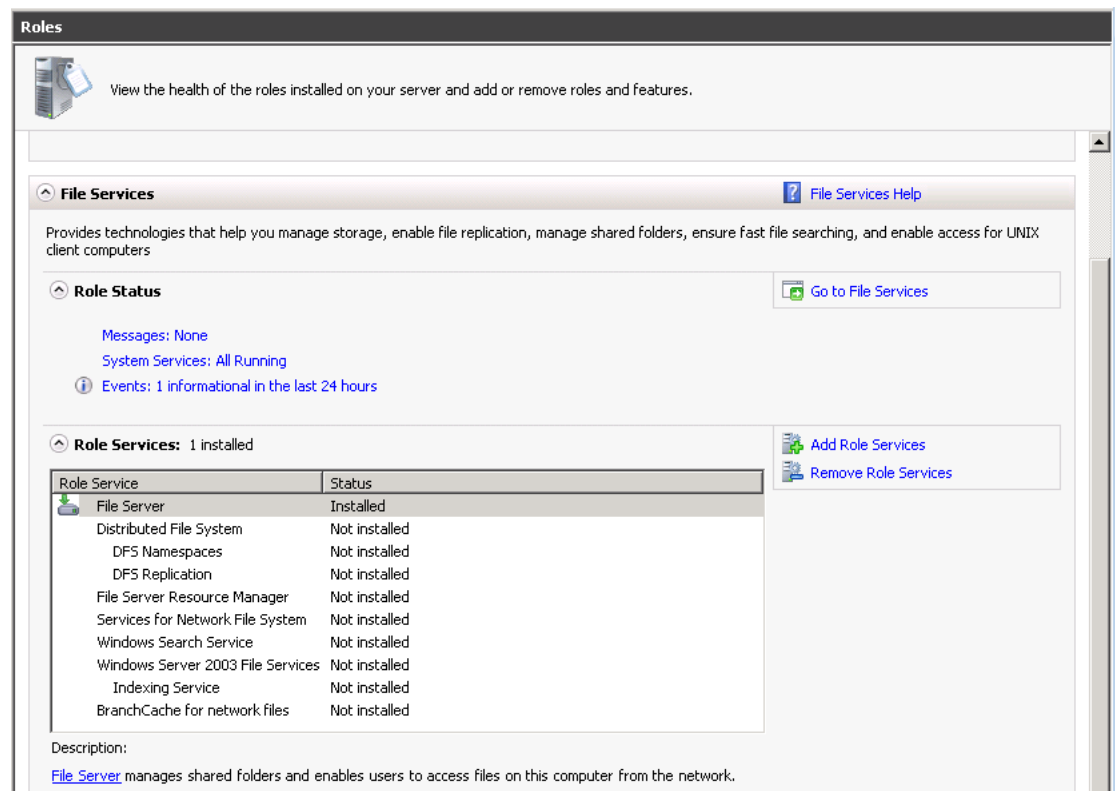 Roles
View the health of the roles installed on your server and add or remove roles and features.
File Services
File Services Help
Provides technologies that help you manage storage, enable file replication, manage shared folders, ensure fast file searching, and enable access for UNIX
client computers
Role Status
Go to File Services
Messages: None
System Services: All Running
Events: 1 informational in the last 24 hours
Role Services: 1 installed
Add Role Services
Remove Role Services
Role Service Status
File Server Installed
Distributed File System Not installed
DFS Namespaces Not installed
DFS Replication Not installed
File Server Resource Manager Not installed
Services for Network File System Not installed
Windows Search Service Not installed
Windows Server 2003 File Services Not installed
Indexing Service Not installed
BranchCache for network files Not installed
Description:
File Server manages shared folders and enables users to access files on this computer from the network.